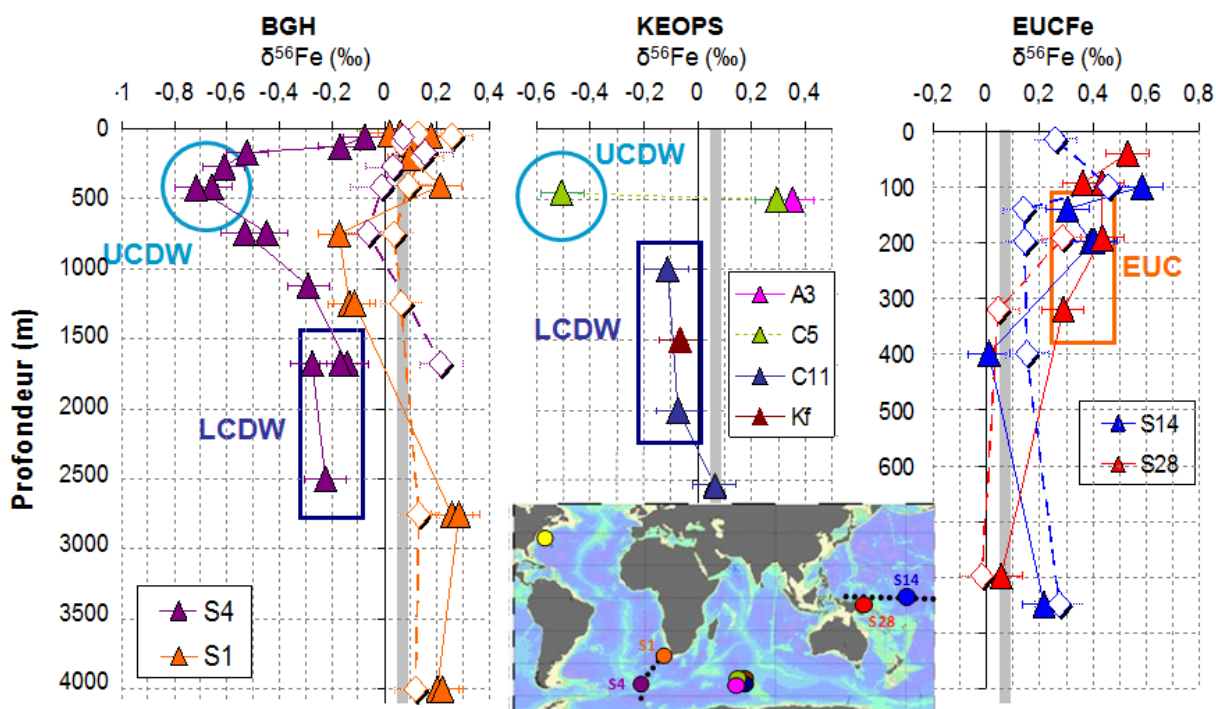 BGH
δ⁵⁶Fe (‰)
-1 -0,8 -0,6 -0,4 -0,2 0 0,2 0,4
KEOPS
δ⁵⁶Fe (‰)
-0,6 -0,4 -0,2 0 0,2 0,4
EUCFe
δ⁵⁶Fe (‰)
-0,2 0 0,2 0,4 0,6 0,8
Profondeur (m)
0
500
1000
1500
2000
2500
3000
3500
4000
UCDW
LCDW
S4
S1
UCDW
LCDW
A3
C5
C11
Kf
0
100
200
300
400
500
600
EUC
S14
S28
S14
S28
S1
S4